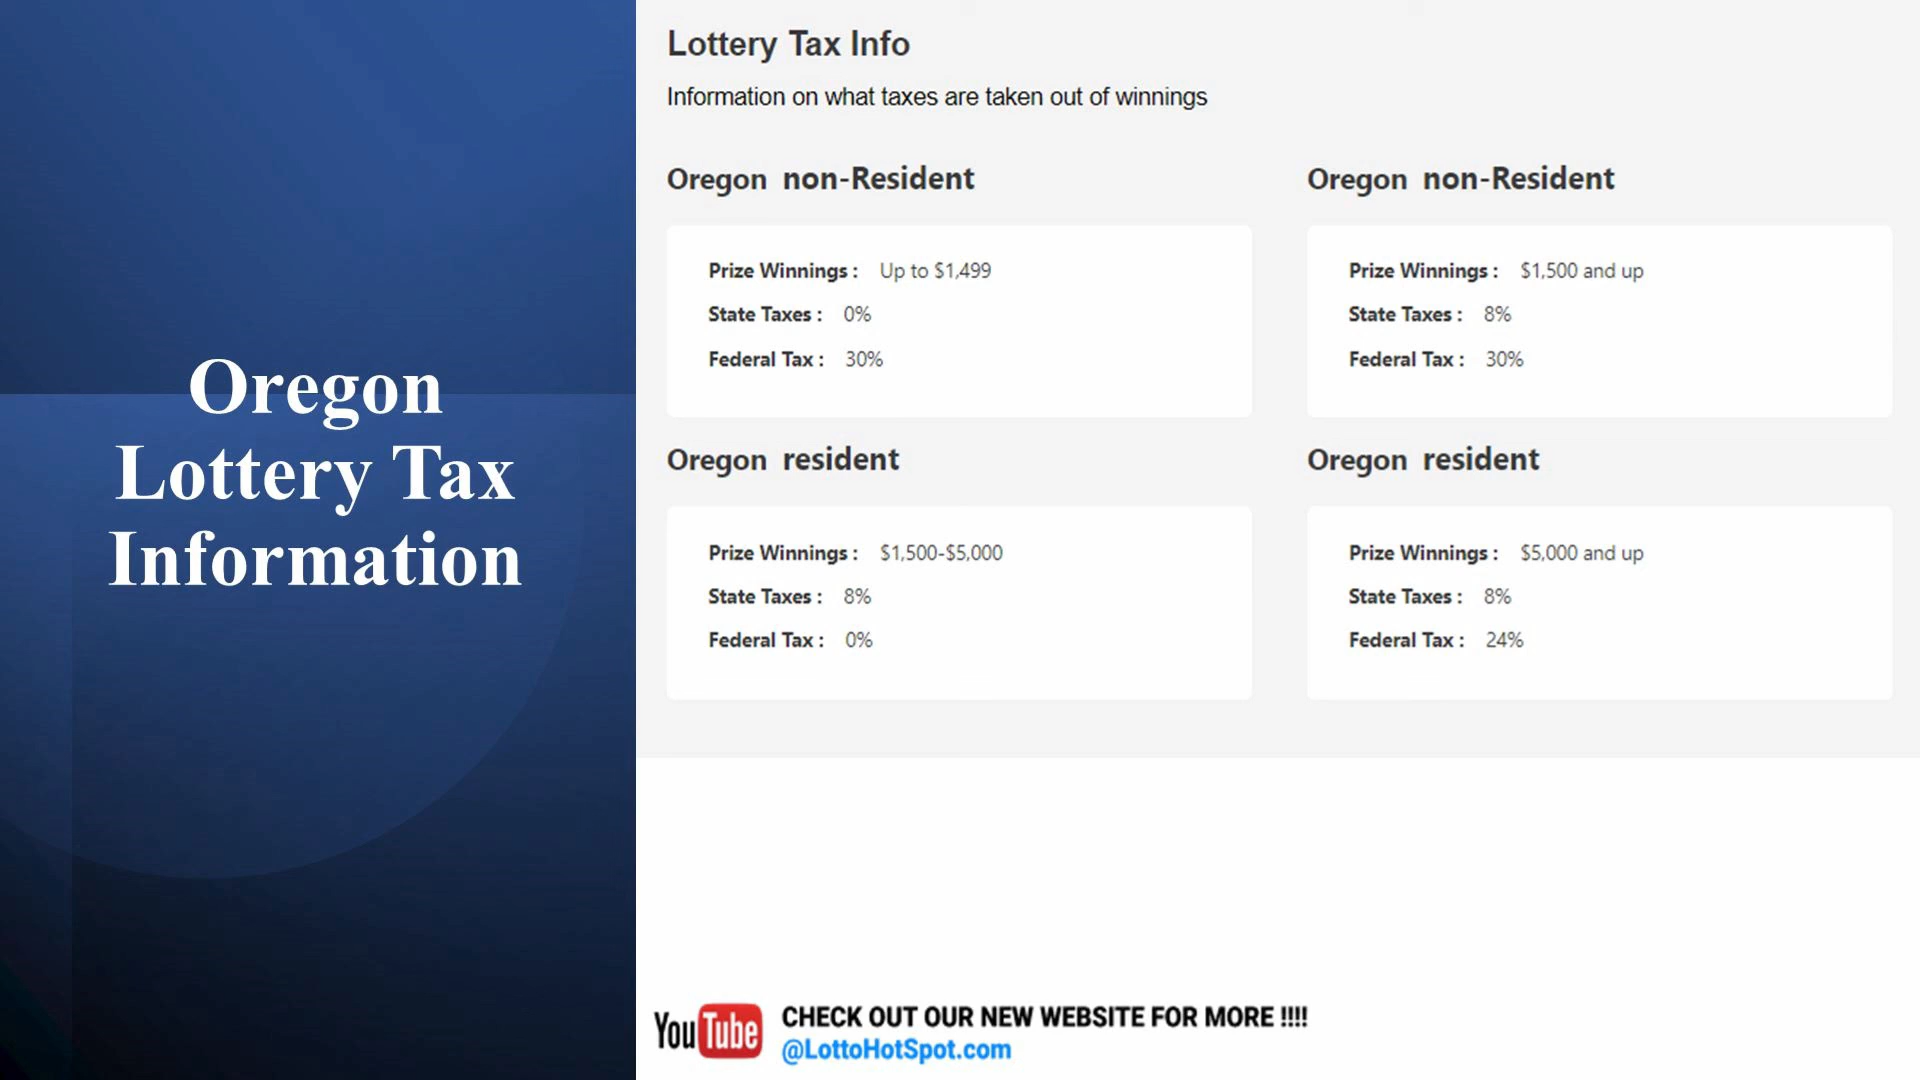 Oregon
Lottery Tax
Information
Lottery Tax Info
Information on what taxes are taken out of winnings
Oregon non-Resident
Prize Winnings : Up to $1,499
State Taxes : 0%
Federal Tax : 30%
Oregon non-Resident
Prize Winnings : $1,500 and up
State Taxes : 8%
Federal Tax : 30%
Oregon resident
Prize Winnings : $1,500-$5,000
State Taxes : 8%
Federal Tax : 0%
Oregon resident
Prize Winnings : $5,000 and up
State Taxes : 8%
Federal Tax : 24%
YouTube
CHECK OUT OUR NEW WEBSITE FOR MORE !!!!
@LottoHotSpot.com